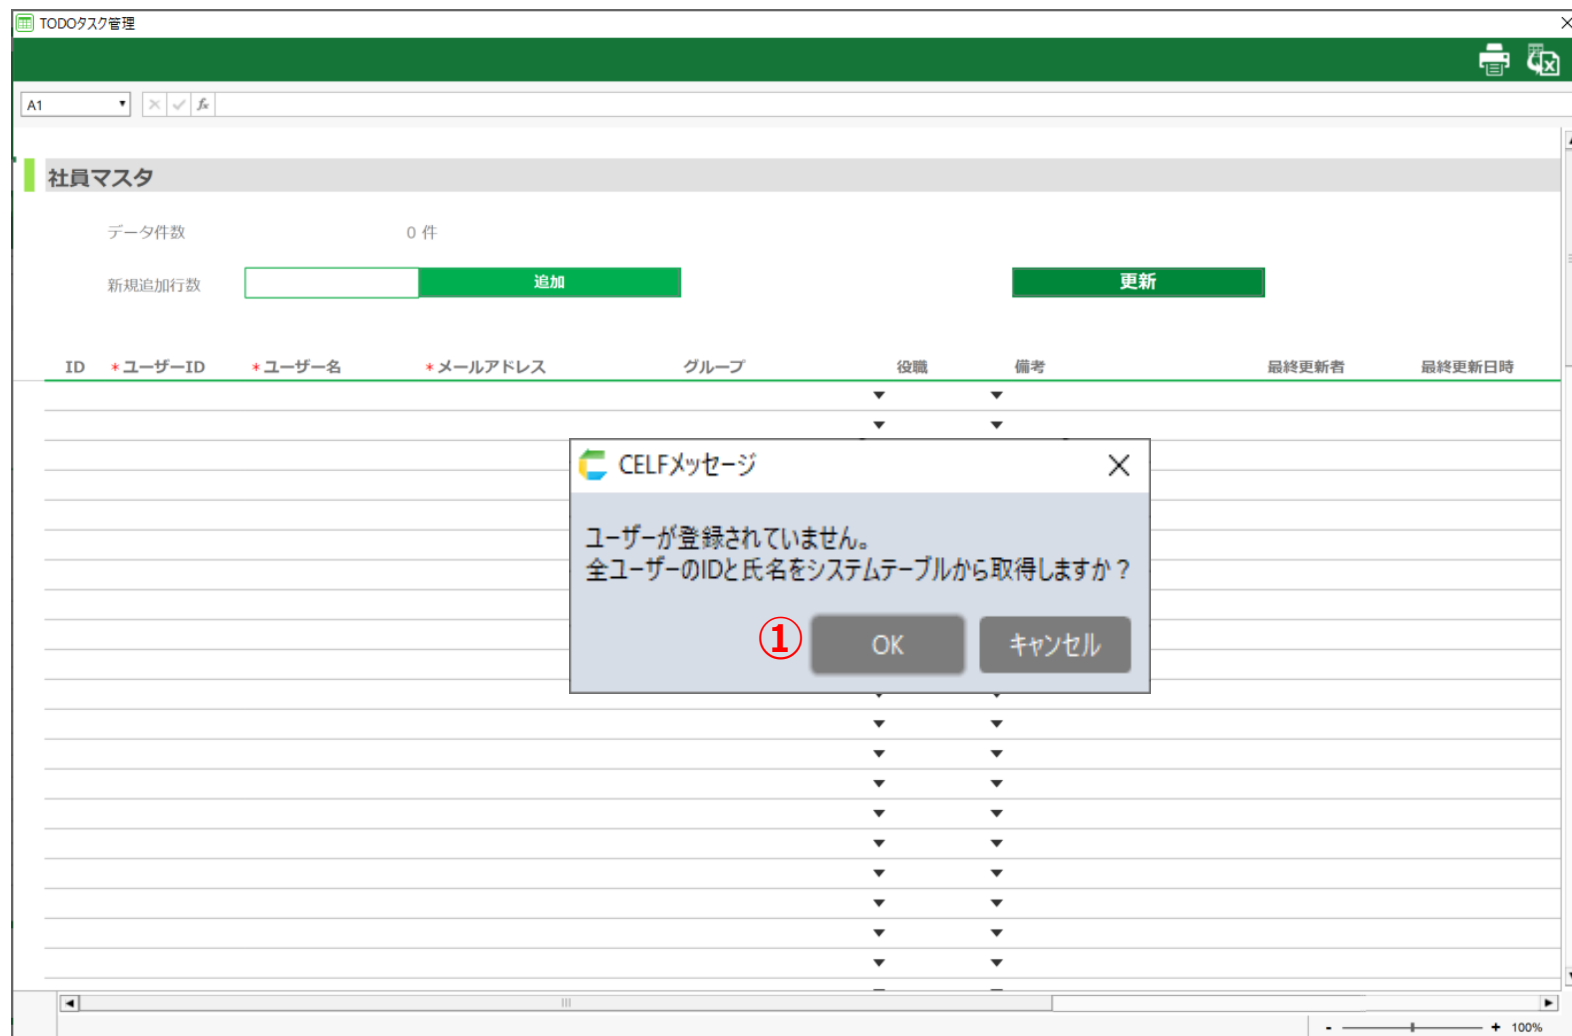 TODOタスク管理
A1
fx
社員マスタ
データ件数 0 件
新規追加行数 追加 更新
ID *ユーザーID *ユーザー名 *メールアドレス グループ 役職 備考 最終更新者 最終更新日時
CELFメッセージ
ユーザーが登録されていません。
全ユーザーのIDと氏名をシステムテーブルから取得しますか？
① OK キャンセル
- + 100%